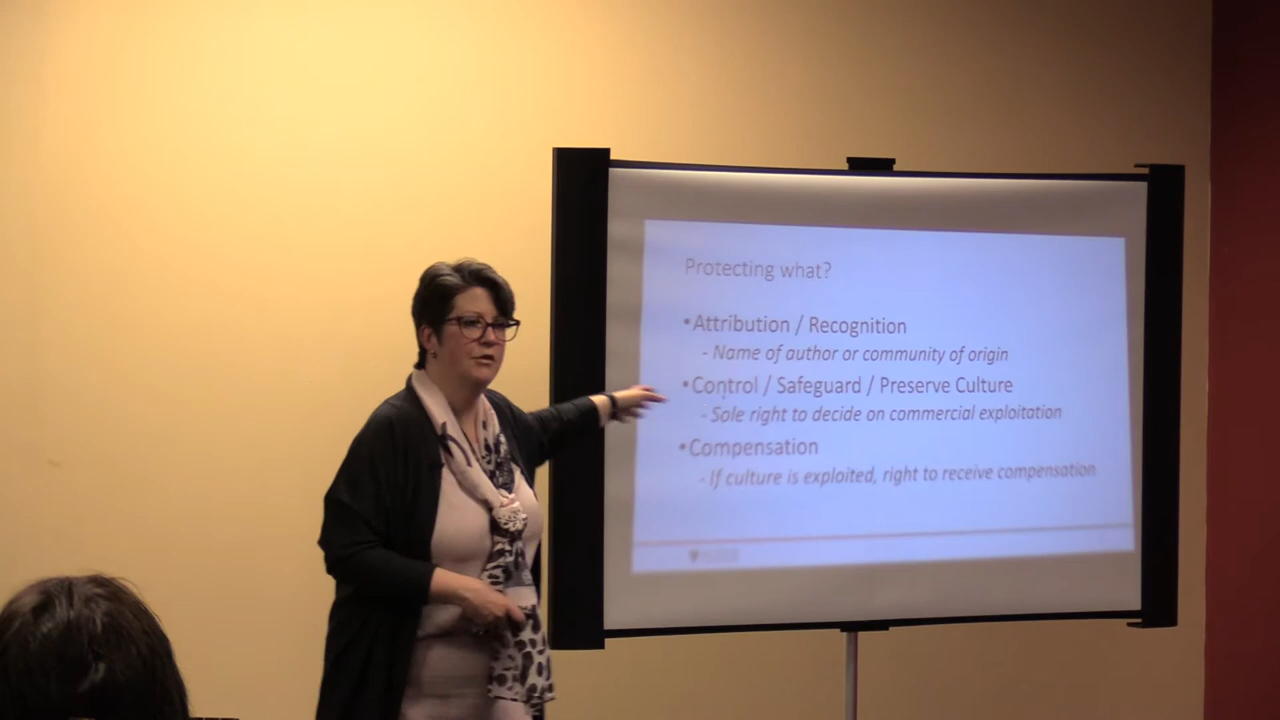 Protecting what?
•Attribution / Recognition
- Name of author or community of origin
•Control / Safeguard / Preserve Culture
- Sole right to decide on commercial exploitation
•Compensation
- If culture is exploited, right to receive compensation